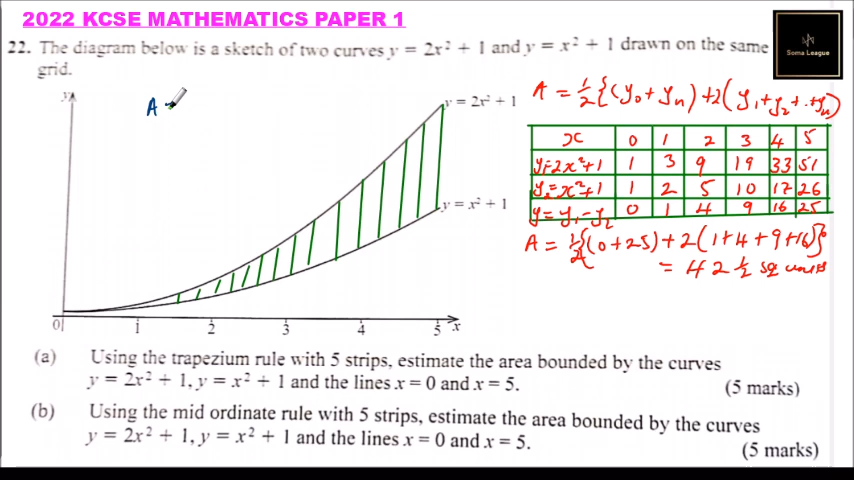 2022 KCSE MATHEMATICS PAPER 1
22. The diagram below is a sketch of two curves y = 2x² + 1 and y = x² + 1 drawn on the same
grid.
Soma League
y
A =
y = 2x² + 1
y = x² + 1
0 1 2 3 4 5 x
A = ½{(y₀ + yₙ) + 2(y₁ + y₂ + ... + yₙ)
x 0 1 2 3 4 5
y₁=2x²+1 1 3 9 19 33 51
y₂=x²+1 1 2 5 10 17 26
y = y₁ - y₂ 0 1 4 9 16 25
A = ½{(0 + 25) + 2(1 + 4 + 9 + 16)}
= 42 ½ sq units
(a) Using the trapezium rule with 5 strips, estimate the area bounded by the curves
y = 2x² + 1, y = x² + 1 and the lines x = 0 and x = 5. (5 marks)
(b) Using the mid ordinate rule with 5 strips, estimate the area bounded by the curves
y = 2x² + 1, y = x² + 1 and the lines x = 0 and x = 5. (5 marks)